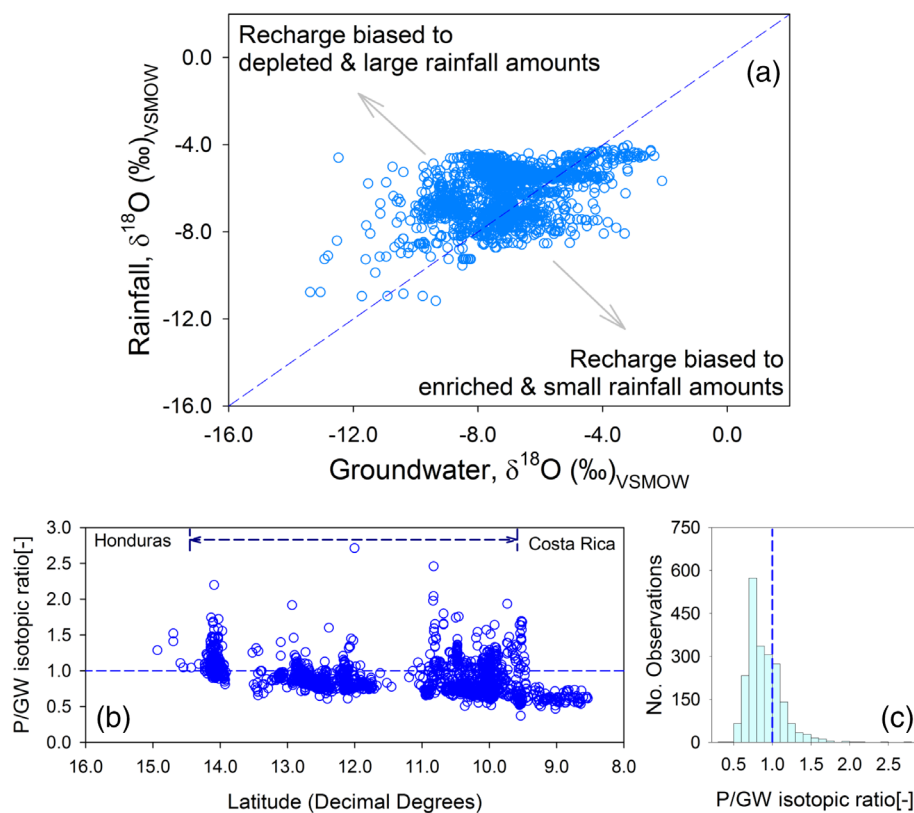 Recharge biased to
depleted & large rainfall amounts
(a)
0.0
-4.0
-8.0
-12.0
-16.0
Rainfall, δ¹⁸O (‰)VSMOW
Recharge biased to
enriched & small rainfall amounts
-16.0 -12.0 -8.0 -4.0 0.0
Groundwater, δ¹⁸O (‰)VSMOW
3.0
2.5
2.0
1.5
1.0
0.5
0.0
P/GW isotopic ratio[-]
Honduras
Costa Rica
(b)
16.0 15.0 14.0 13.0 12.0 11.0 10.0 9.0 8.0
Latitude (Decimal Degrees)
750
600
450
300
150
0
No. Observations
(c)
0.5 1.0 1.5 2.0 2.5
P/GW isotopic ratio[-]